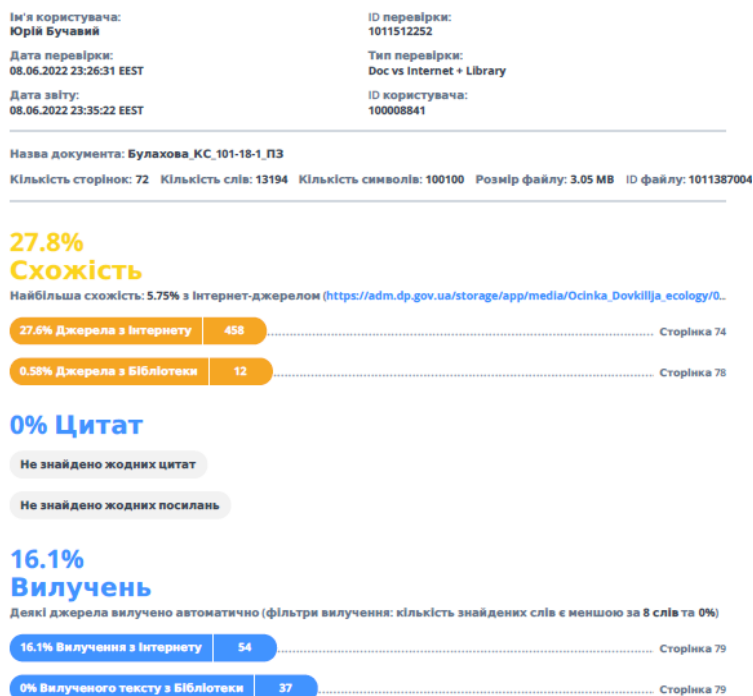 Ім'я користувача:
Юрій Бучавий
ID перевірки:
1011512252
Дата перевірки:
08.06.2022 23:26:31 EEST
Тип перевірки:
Doc vs Internet + Library
Дата звіту:
08.06.2022 23:35:22 EEST
ID користувача:
100008841
Назва документа: Булахова_КС_101-18-1_ПЗ
Кількість сторінок: 72 Кількість слів: 13194 Кількість символів: 100100 Розмір файлу: 3.05 MB ID файлу: 1011387004
27.8%
Схожість
Найбільша схожість: 5.75% з Інтернет-джерелом (https://adm.dp.gov.ua/storage/app/media/Ocinka_Dovkillja_ecology/0..
27.6% Джерела з Інтернету 458 Сторінка 74
0.58% Джерела з Бібліотеки 12 Сторінка 78
0% Цитат
Не знайдено жодних цитат
Не знайдено жодних посилань
16.1%
Вилучень
Деякі джерела вилучено автоматично (фільтри вилучення: кількість знайдених слів є меншою за 8 слів та 0%)
16.1% Вилучення з Інтернету 54 Сторінка 79
0% Вилученого тексту з Бібліотеки 37 Сторінка 79